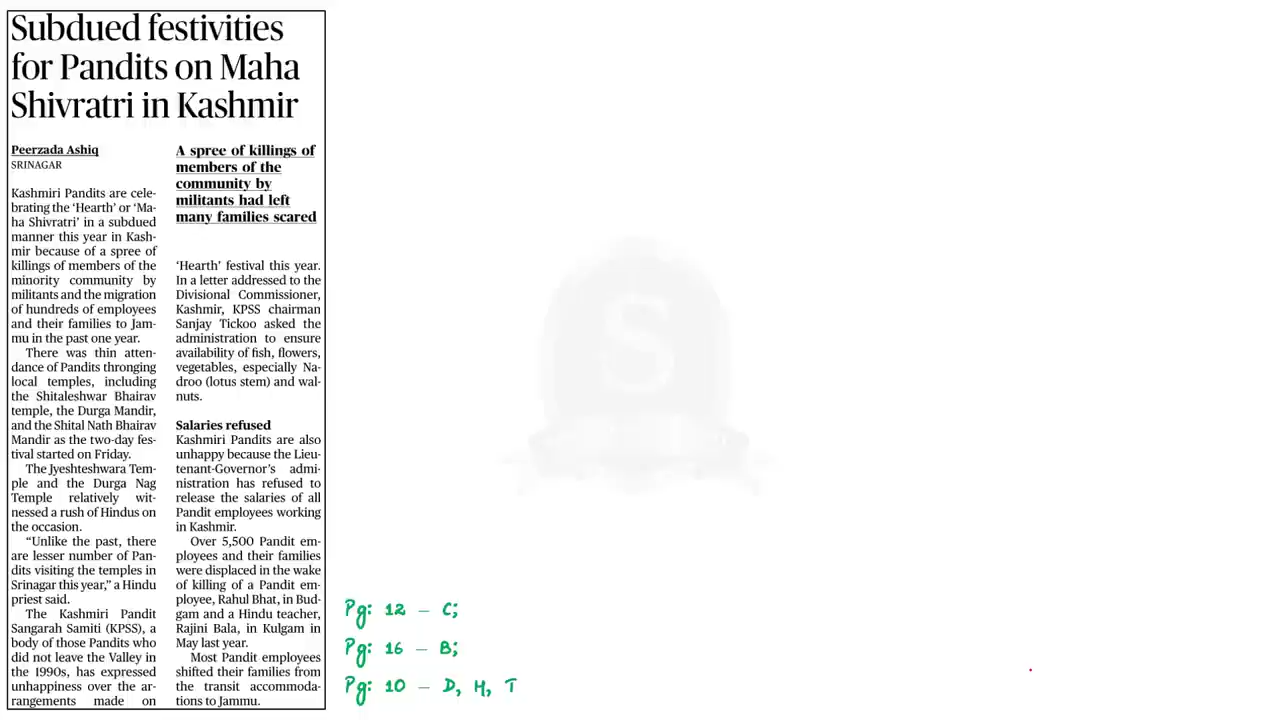 Subdued festivities
for Pandits on Maha
Shivratri in Kashmir
Peerzada Ashiq
SRINAGAR
Kashmiri Pandits are cele-
brating the ‘Hearth’ or ‘Ma-
ha Shivratri’ in a subdued
manner this year in Kash-
mir because of a spree of
killings of members of the
minority community by
militants and the migration
of hundreds of employees
and their families to Jam-
mu in the past one year.
There was thin atten-
dance of Pandits thronging
local temples, including
the Shitaleshwar Bhairav
temple, the Durga Mandir,
and the Shital Nath Bhairav
Mandir as the two-day fes-
tival started on Friday.
The Jyeshteshwara Tem-
ple and the Durga Nag
Temple relatively wit-
nessed a rush of Hindus on
the occasion.
“Unlike the past, there
are lesser number of Pan-
dits visiting the temples in
Srinagar this year,” a Hindu
priest said.
The Kashmiri Pandit
Sangarah Samiti (KPSS), a
body of those Pandits who
did not leave the Valley in
the 1990s, has expressed
unhappiness over the ar-
rangements made on
A spree of killings of
members of the
community by
militants had left
many families scared
‘Hearth’ festival this year.
In a letter addressed to the
Divisional Commissioner,
Kashmir, KPSS chairman
Sanjay Tickoo asked the
administration to ensure
availability of fish, flowers,
vegetables, especially Na-
droo (lotus stem) and wal-
nuts.
Salaries refused
Kashmiri Pandits are also
unhappy because the Lieu-
tenant-Governor’s admi-
nistration has refused to
release the salaries of all
Pandit employees working
in Kashmir.
Over 5,500 Pandit em-
ployees and their families
were displaced in the wake
of killing of a Pandit em-
ployee, Rahul Bhat, in Bud-
gam and a Hindu teacher,
Rajini Bala, in Kulgam in
May last year.
Most Pandit employees
shifted their families from
the transit accommoda-
tions to Jammu.
Pg: 12 – C;
Pg: 16 – B;
Pg: 10 – D, H, T
S